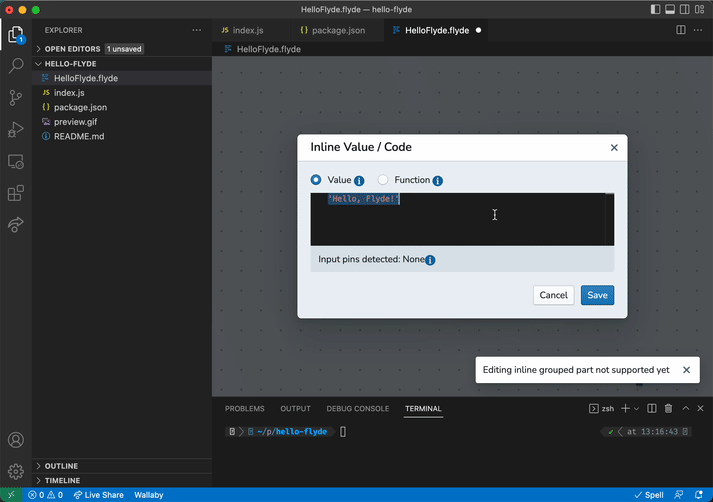 HelloFlyde.flyde — hello-flyde
1
EXPLORER
OPEN EDITORS 1 unsaved
HELLO-FLYDE
HelloFlyde.flyde
JS index.js
{} package.json
preview.gif
README.md
OUTLINE
TIMELINE
JS index.js
{} package.json
HelloFlyde.flyde
HelloFlyde.flyde
Inline Value / Code
Value
Function
'Hello, Flyde!'
Input pins detected: None
Cancel
Save
Editing inline grouped part not supported yet
PROBLEMS OUTPUT DEBUG CONSOLE TERMINAL
zsh
~/p/hello-flyde
✔ at 13:16:43
0 0 Live Share Wallaby
Spell